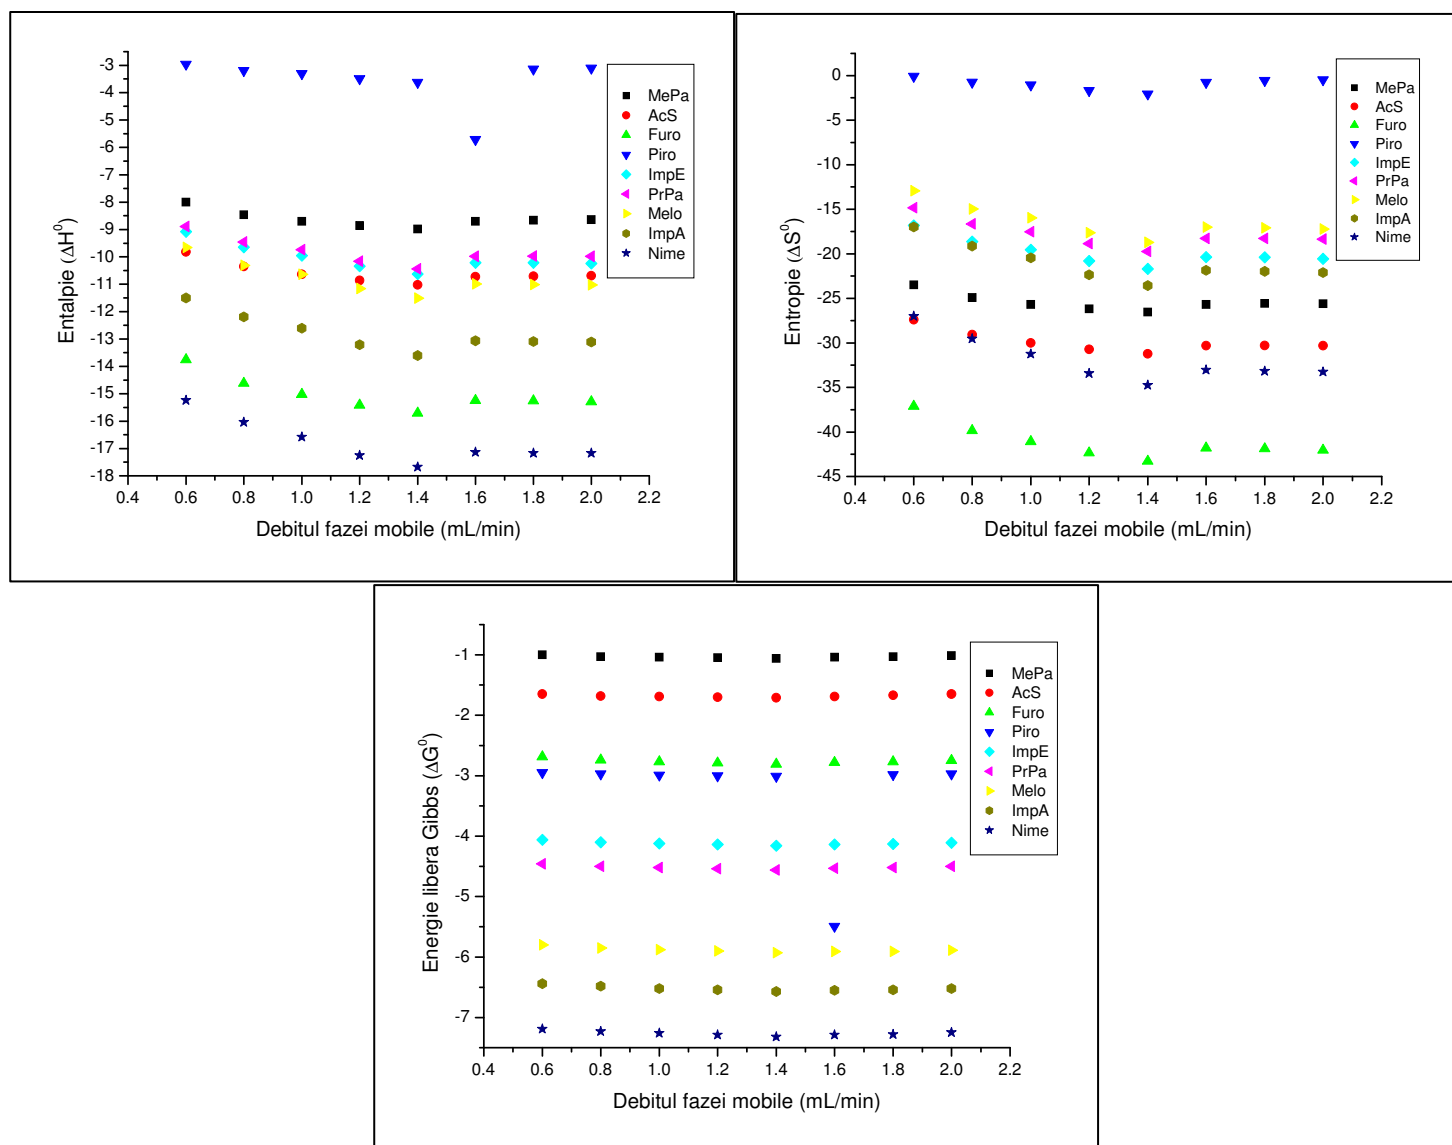 Entalpie (ΔH⁰)
-3
-4
-5
-6
-7
-8
-9
-10
-11
-12
-13
-14
-15
-16
-17
-18
0.4 0.6 0.8 1.0 1.2 1.4 1.6 1.8 2.0 2.2
Debitul fazei mobile (mL/min)
MePa
AcS
Furo
Piro
ImpE
PrPa
Melo
ImpA
Nime
Entropie (ΔS⁰)
0
-5
-10
-15
-20
-25
-30
-35
-40
-45
0.4 0.6 0.8 1.0 1.2 1.4 1.6 1.8 2.0 2.2
Debitul fazei mobile (mL/min)
MePa
AcS
Furo
Piro
ImpE
PrPa
Melo
ImpA
Nime
Energie libera Gibbs (ΔG⁰)
-1
-2
-3
-4
-5
-6
-7
0.4 0.6 0.8 1.0 1.2 1.4 1.6 1.8 2.0 2.2
Debitul fazei mobile (mL/min)
MePa
AcS
Furo
Piro
ImpE
PrPa
Melo
ImpA
Nime